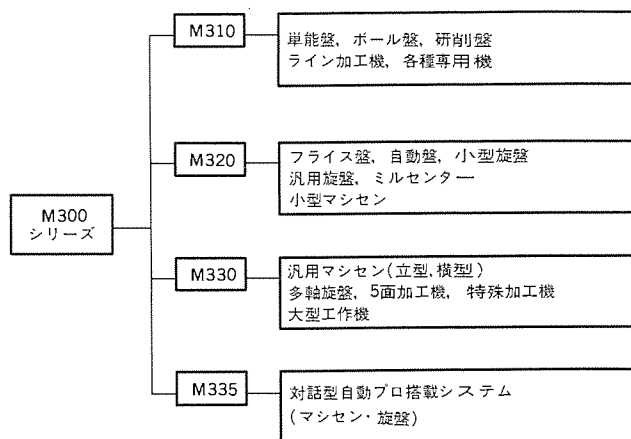 M310
単能盤，ボール盤，研削盤
ライン加工機，各種専用機
M320
フライス盤，自動盤，小型旋盤
汎用旋盤，ミルセンター
小型マシセン
M300
シリーズ
M330
汎用マシセン(立型，横型)
多軸旋盤，5面加工機，特殊加工機
大型工作機
M335
対話型自動プロ搭載システム
(マシセン・旋盤)